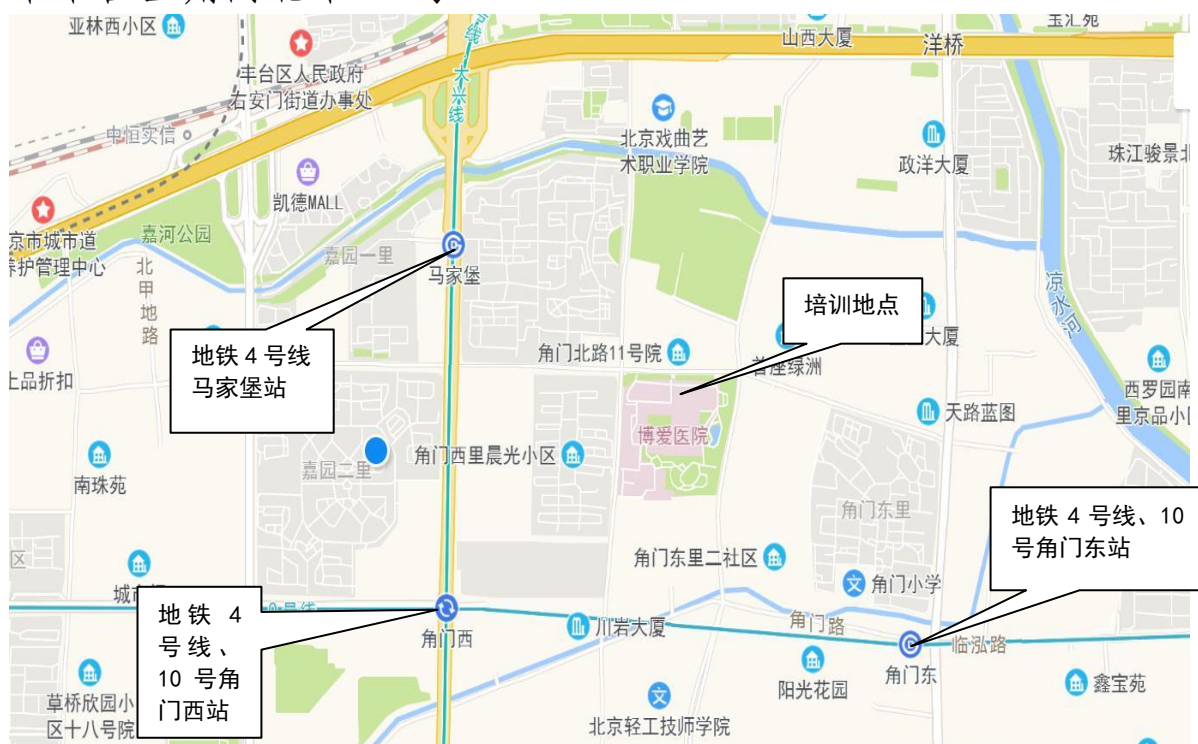 亚林西小区
宝汇苑
山西大厦
洋桥
丰台区人民政府
右安门街道办事处
号线
大兴线
中恒实信
北京戏曲艺
术职业学院
政洋大厦
珠江骏景北
凯德MALL
京市城市道
养护管理中心
嘉河公园
嘉园一里
马家堡
北甲地路
凉水河
培训地点
大厦
地铁 4 号线
马家堡站
角门北路11号院
首座绿洲
上品折扣
西罗园南
里京品小区
天路蓝图
博爱医院
角门西里晨光小区
南珠苑
嘉园二里
角门东里
地铁 4 号线、10
号角门东站
区
角门东里二社区
角门小学
地铁 4
号线、
10 号角
门西站
号线
角门西
川岩大厦
角门路
临泓路
角门东
阳光花园
鑫宝苑
草桥欣园小
区十八号院
北京轻工技师学院